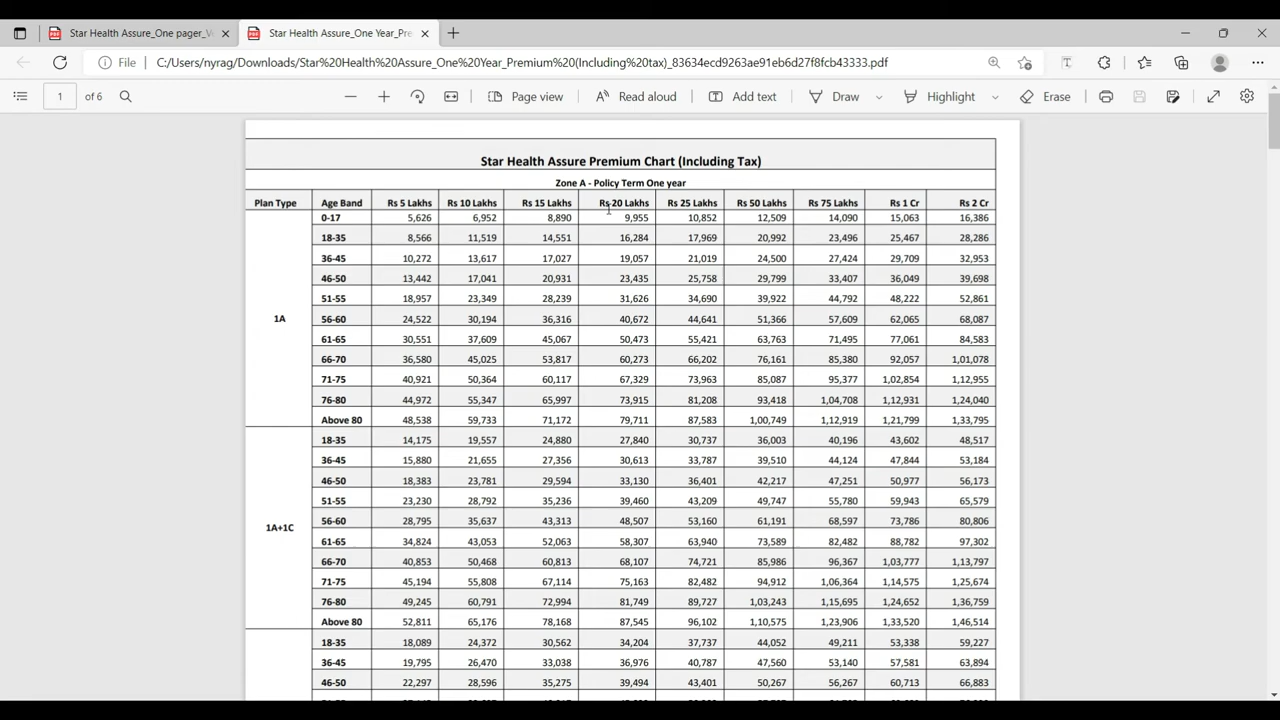 Star Health Assure_One pager_V
Star Health Assure_One Year_Pre
File C:/Users/nyrag/Downloads/Star%20Health%20Assure_One%20Year_Premium%20(Including%20tax)_83634ecd9263ae91eb6d27f8fcb43333.pdf
1 of 6 Page view Read aloud Add text Draw Highlight Erase
Star Health Assure Premium Chart (Including Tax)
Zone A - Policy Term One year
Plan Type Age Band Rs 5 Lakhs Rs 10 Lakhs Rs 15 Lakhs Rs 20 Lakhs Rs 25 Lakhs Rs 50 Lakhs Rs 75 Lakhs Rs 1 Cr Rs 2 Cr
0-17 5,626 6,952 8,890 9,955 10,852 12,509 14,090 15,063 16,386
18-35 8,566 11,519 14,551 16,284 17,969 20,992 23,496 25,467 28,286
36-45 10,272 13,617 17,027 19,057 21,019 24,500 27,424 29,709 32,953
46-50 13,442 17,041 20,931 23,435 25,758 29,799 33,407 36,049 39,698
51-55 18,957 23,349 28,239 31,626 34,690 39,922 44,792 48,222 52,861
1A 56-60 24,522 30,194 36,316 40,672 44,641 51,366 57,609 62,065 68,087
61-65 30,551 37,609 45,067 50,473 55,421 63,763 71,495 77,061 84,583
66-70 36,580 45,025 53,817 60,273 66,202 76,161 85,380 92,057 1,01,078
71-75 40,921 50,364 60,117 67,329 73,963 85,087 95,377 1,02,854 1,12,955
76-80 44,972 55,347 65,997 73,915 81,208 93,418 1,04,708 1,12,931 1,24,040
Above 80 48,538 59,733 71,172 79,711 87,583 1,00,749 1,12,919 1,21,799 1,33,795
18-35 14,175 19,557 24,880 27,840 30,737 36,003 40,196 43,602 48,517
36-45 15,880 21,655 27,356 30,613 33,787 39,510 44,124 47,844 53,184
46-50 18,383 23,781 29,594 33,130 36,401 42,217 47,251 50,977 56,173
51-55 23,230 28,792 35,236 39,460 43,209 49,747 55,780 59,943 65,579
1A+1C 56-60 28,795 35,637 43,313 48,507 53,160 61,191 68,597 73,786 80,806
61-65 34,824 43,053 52,063 58,307 63,940 73,589 82,482 88,782 97,302
66-70 40,853 50,468 60,813 68,107 74,721 85,986 96,367 1,03,777 1,13,797
71-75 45,194 55,808 67,114 75,163 82,482 94,912 1,06,364 1,14,575 1,25,674
76-80 49,245 60,791 72,994 81,749 89,727 1,03,243 1,15,695 1,24,652 1,36,759
Above 80 52,811 65,176 78,168 87,545 96,102 1,10,575 1,23,906 1,33,520 1,46,514
18-35 18,089 24,372 30,562 34,204 37,737 44,052 49,211 53,338 59,227
36-45 19,795 26,470 33,038 36,976 40,787 47,560 53,140 57,581 63,894
46-50 22,297 28,596 35,275 39,494 43,401 50,267 56,267 60,713 66,883